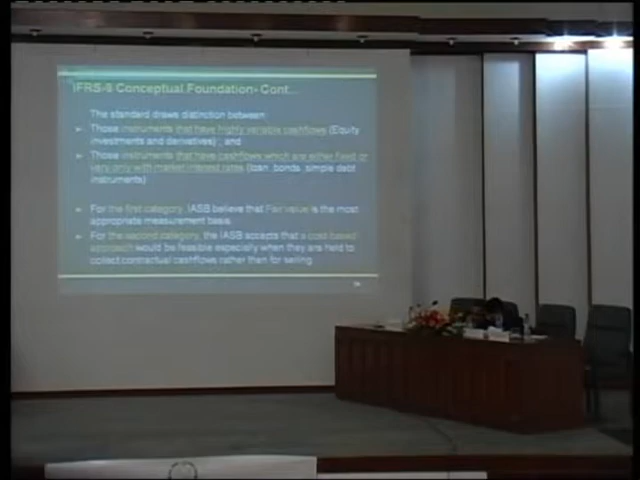 IFRS-9 Conceptual Foundation- Cont...
The standard draws distinction between:
Those instruments that have highly variable cashflows (Equity
investments and derivatives) ; and
Those instruments that have cashflows which are either fixed or
vary only with market interest rates (loan, bonds, simple debt
instruments)
For the first category, IASB believe that Fair value is the most
appropriate measurement basis.
For the second category, the IASB accepts that a cost based
approach would be feasible especially when they are held to
collect contractual cashflows rather then for selling.